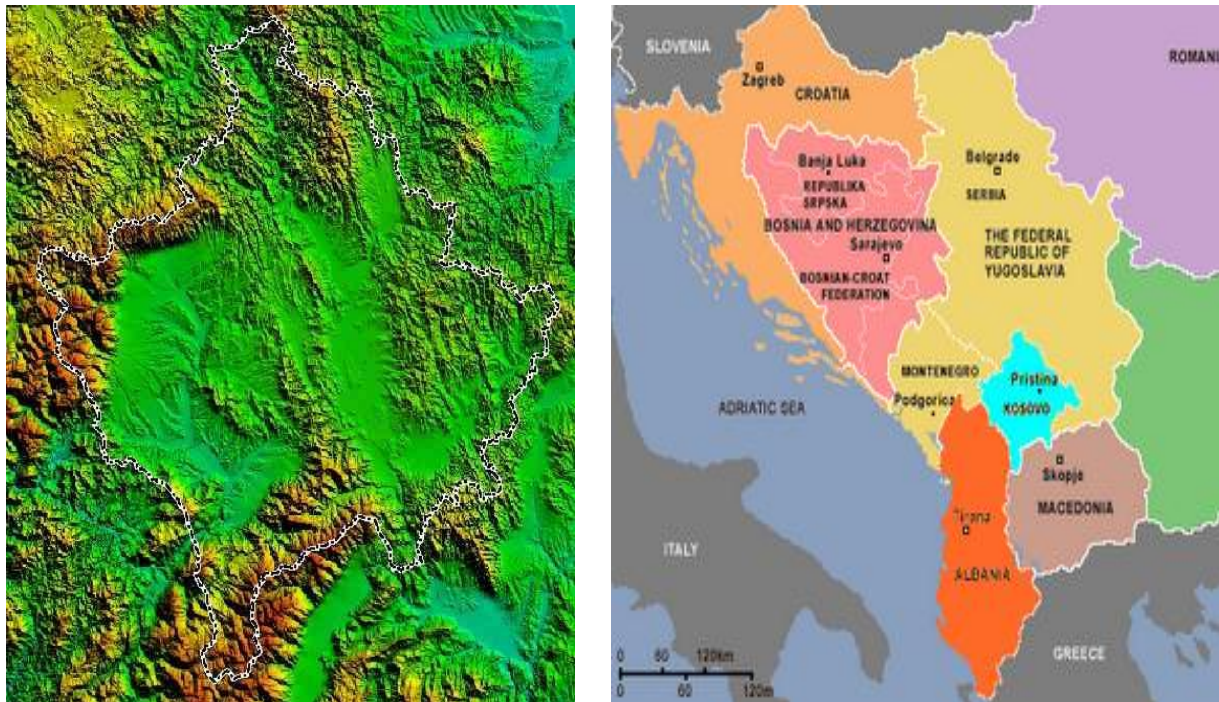 SLOVENIA
ROMANI
Zagreb
CROATIA
Banja Luka
Belgrade
REPUBLIKA
SRPSKA
SERBIA
BOSNIA AND HERZEGOVINA
Sarajevo
THE FEDERAL
REPUBLIC OF
YUGOSLAVIA
BOSNIAN-CROAT
FEDERATION
MONTENEGRO
Pristina
Podgorica
KOSOVO
ADRIATIC SEA
Skopje
MACEDONIA
Tirana
ITALY
ALBANIA
GREECE
0 60 120Km
0 60 120m